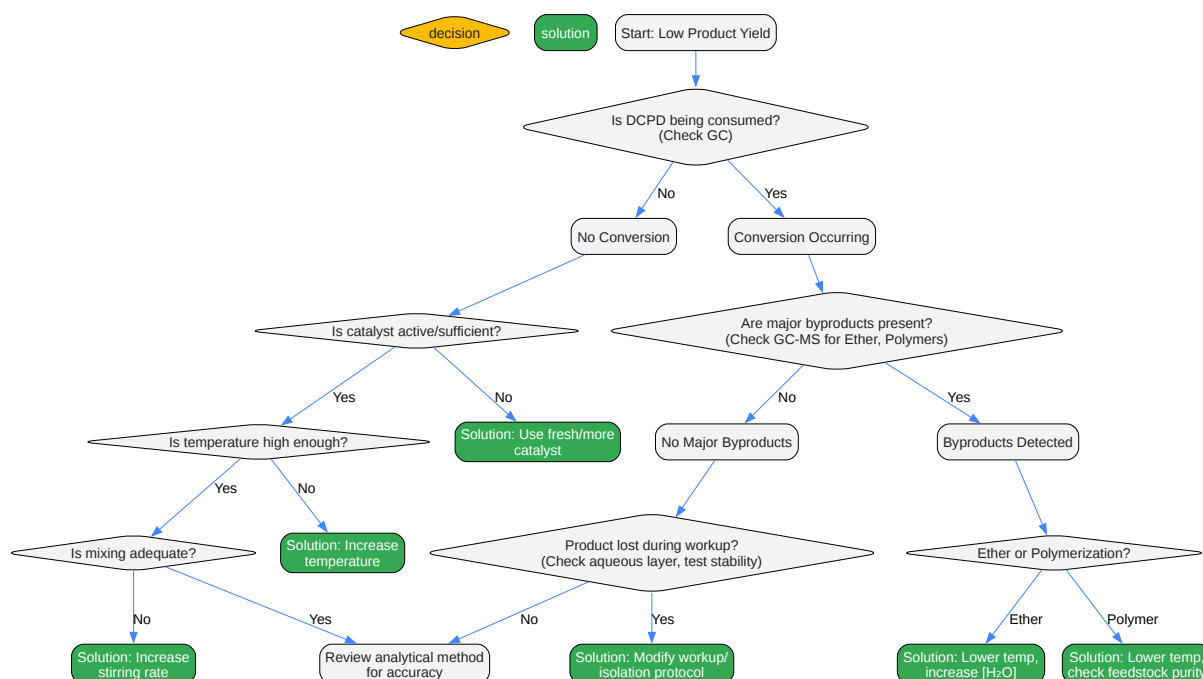 decision
solution
Start: Low Product Yield
Is DCPD being consumed?
(Check GC)
No
Yes
No Conversion
Conversion Occurring
Is catalyst active/sufficient?
Are major byproducts present?
(Check GC-MS for Ether, Polymers)
Yes
No
No
Yes
Is temperature high enough?
Solution: Use fresh/more
catalyst
No Major Byproducts
Byproducts Detected
Yes
No
Is mixing adequate?
Solution: Increase
temperature
Product lost during workup?
(Check aqueous layer, test stability)
Ether or Polymerization?
No
Yes
No
Yes
Ether
Polymer
Solution: Increase
stirring rate
Review analytical method
for accuracy
Solution: Modify workup/
isolation protocol
Solution: Lower temp,
increase [H₂O]
Solution: Lower temp,
check feedstock purity